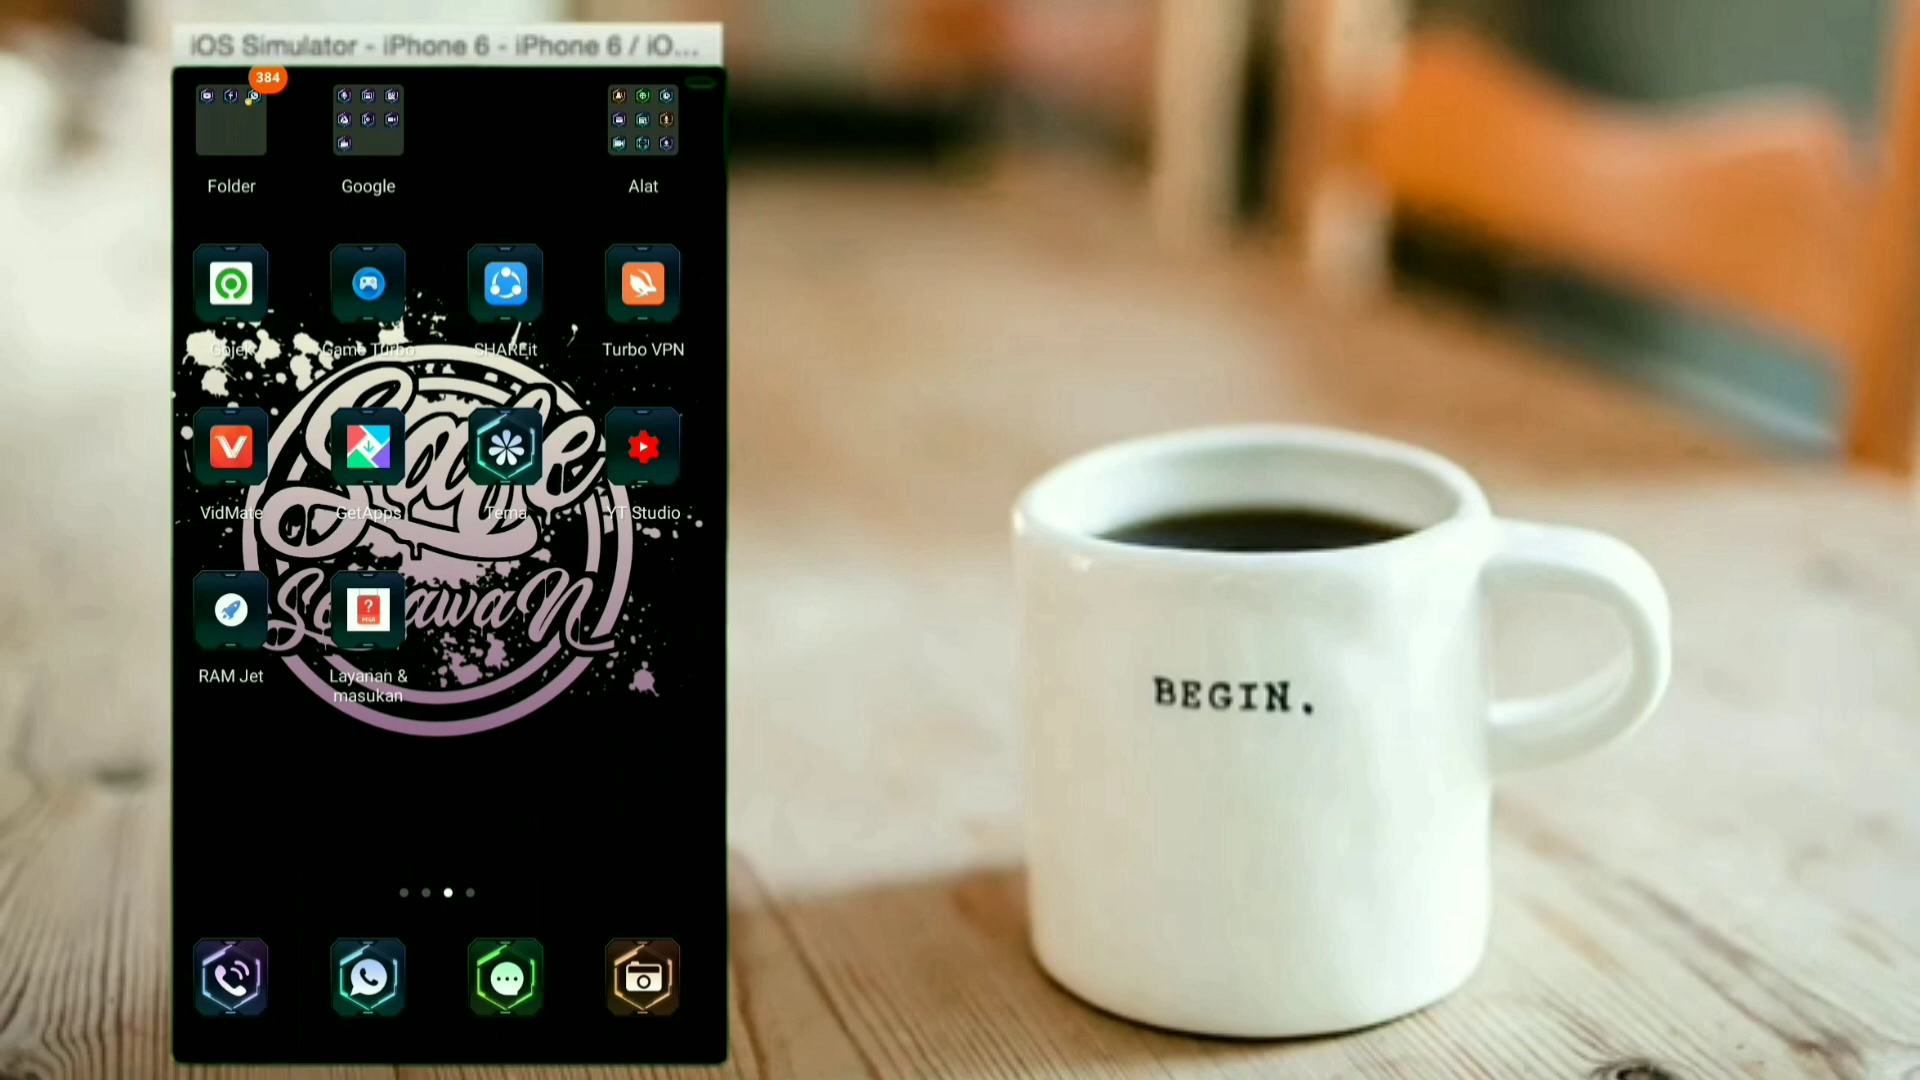 iOS Simulator - iPhone 6 - iPhone 6 / iO...
384
Folder
Google
Alat
Gojek
Game Turbo
SHAREit
Turbo VPN
VidMate
GetApps
Tema
YT Studio
RAM Jet
Layanan &
masukan
BEGIN.